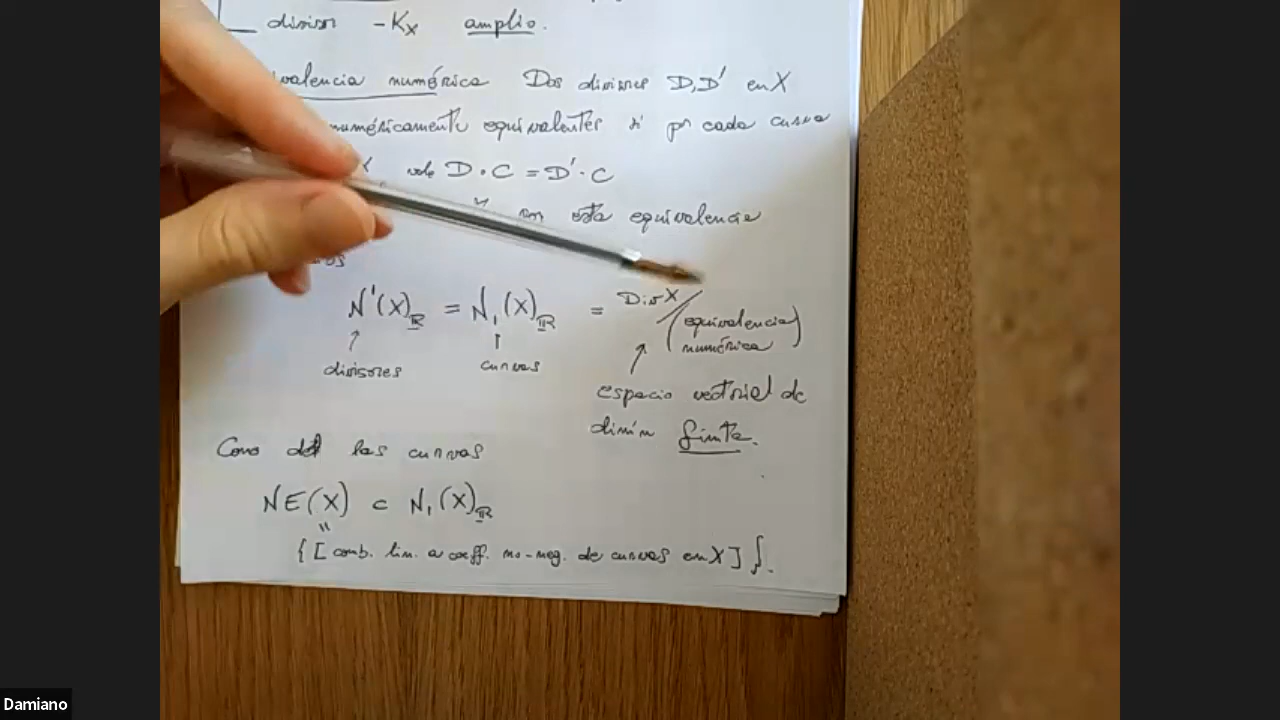 divisor -K_X amplio.
valencia numérica Dos divisores D,D' en X
numéricamente equivalentes si por cada curva
X, vale D·C = D'·C
con esta equivalencia
os
N¹(X)_ℝ = N₁(X)_ℝ = Div X / (equivalencia numérica)
divisores curvas
espacio vectorial de
dimón finita.
Cono de las curvas
NE(X) ⊂ N₁(X)_ℝ
"
{[comb. lin. a coeff. no-neg. de curvas en X]}.
Damiano